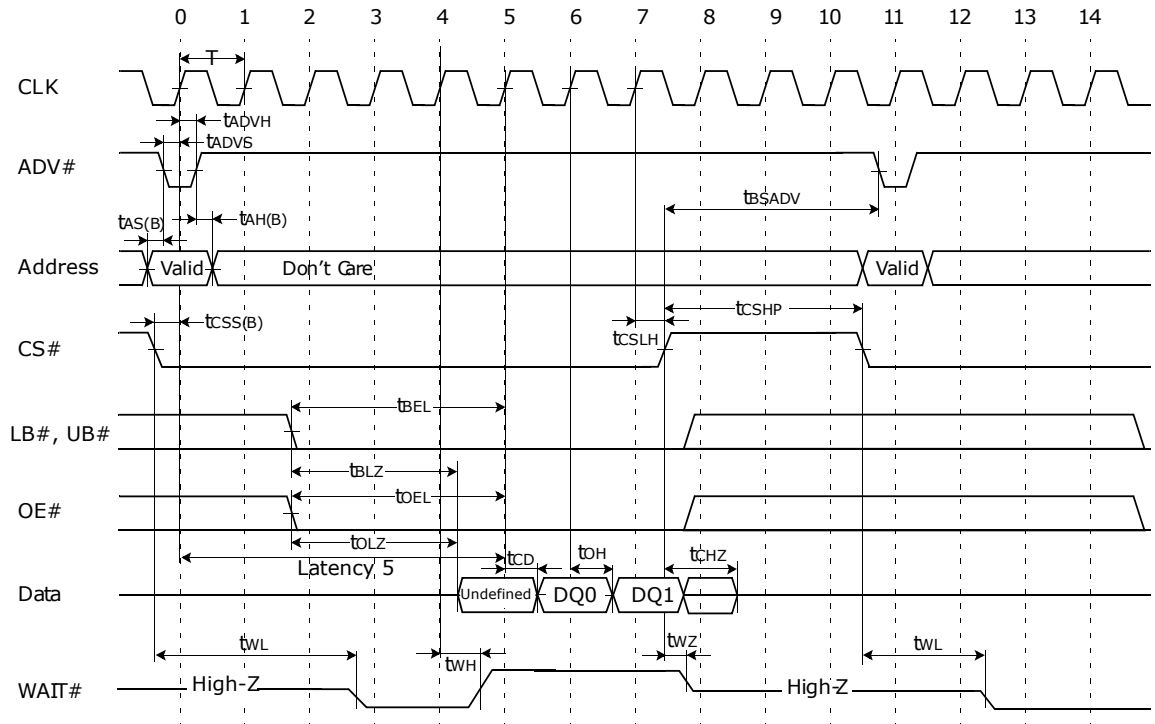 0 1 2 3 4 5 6 7 8 9 10 11 12 13 14
T
CLK
tADVH
tADVS
ADV#
tBSADV
tAS(B) tAH(B)
Address Valid Don't Care Valid
tCSHP
tCSS(B)
tCSLH
CS#
tBEL
LB#, UB#
tBLZ
tOEL
OE#
tOLZ
Latency 5 tCD tOH tCHZ
Data Undefined DQ0 DQ1
tWL tWH tWZ tWL
WAIT# High-Z High-Z